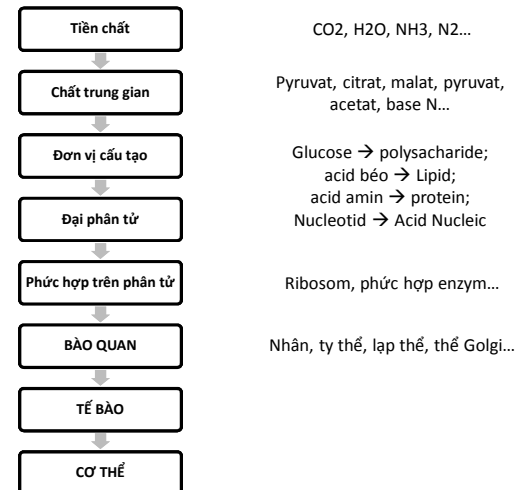 Tiền chất
CO2, H2O, NH3, N2...
Chất trung gian
Pyruvat, citrat, malat, pyruvat,
acetat, base N...
Đơn vị cấu tạo
Glucose → polysacharide;
acid béo → Lipid;
acid amin → protein;
Nucleotid → Acid Nucleic
Đại phân tử
Phức hợp trên phân tử
Ribosom, phức hợp enzym...
BÀO QUAN
Nhân, ty thể, lạp thể, thể Golgi...
TẾ BÀO
CƠ THỂ